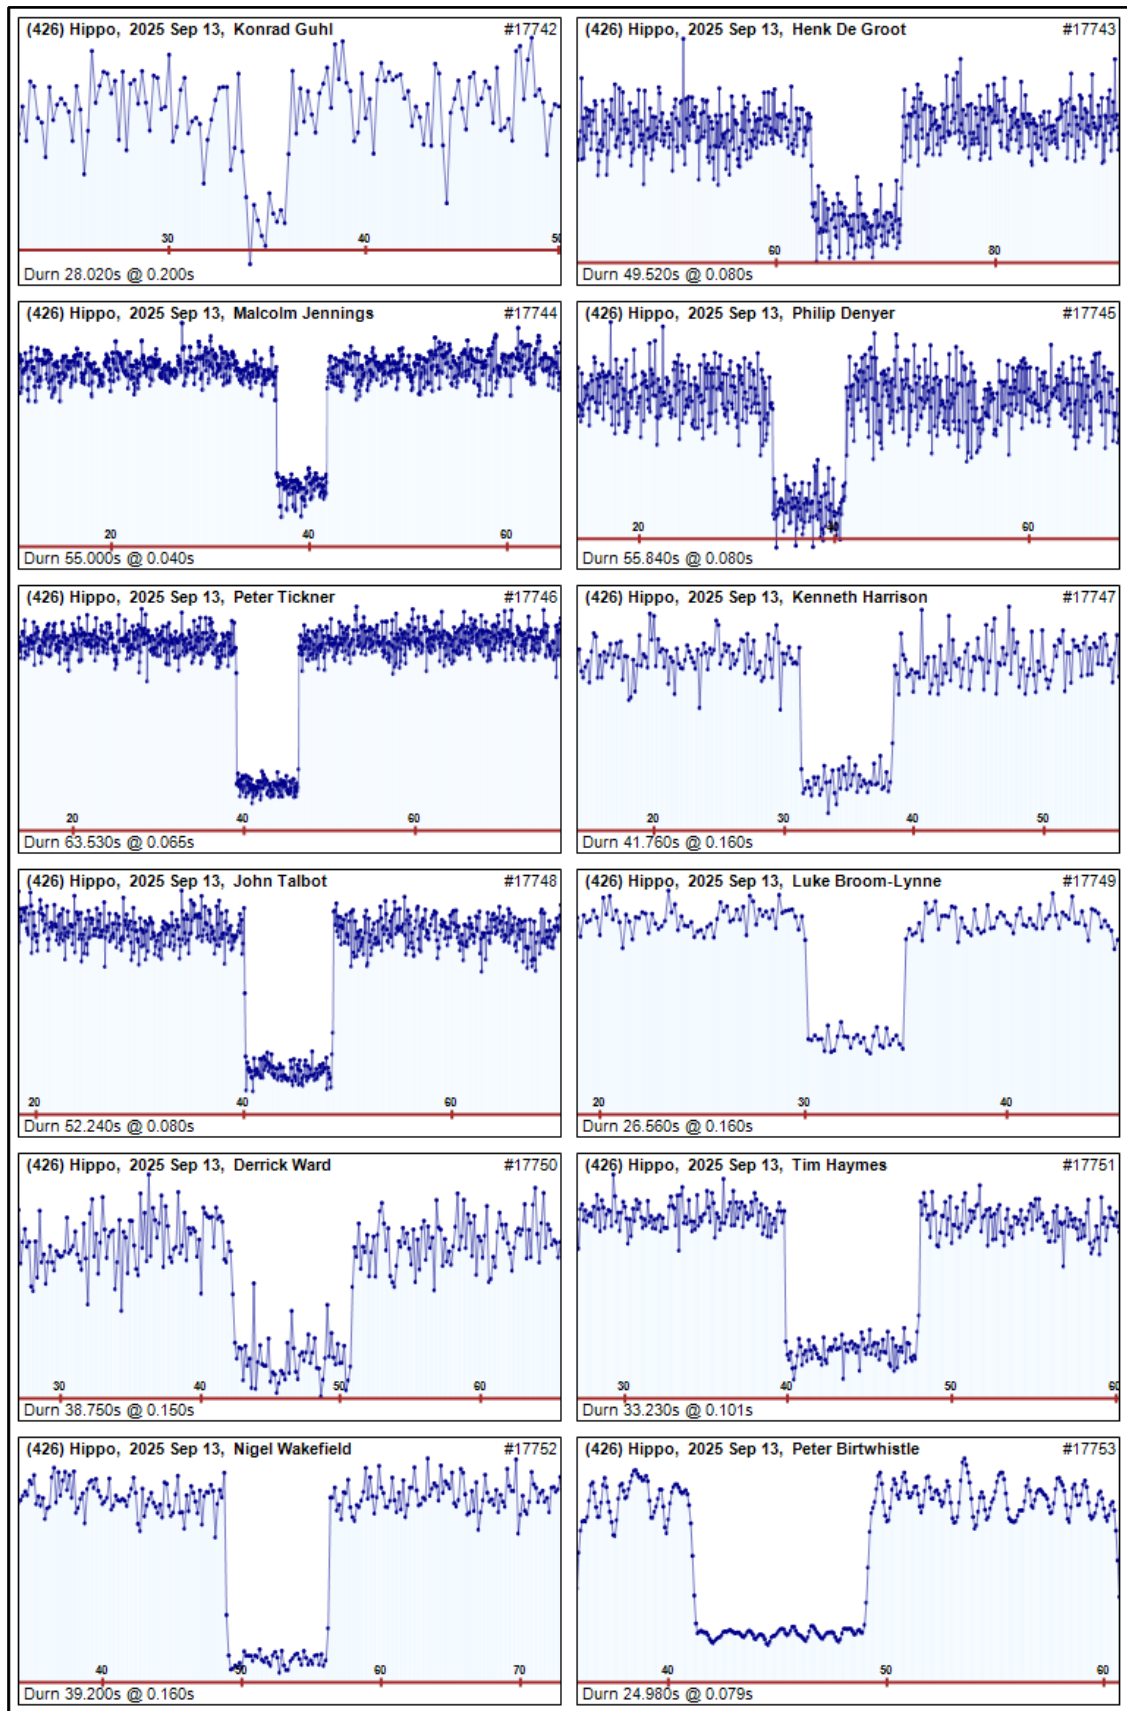 (426) Hippo, 2025 Sep 13, Konrad Guhl #17742
30 40 50
Durn 28.020s @ 0.200s
(426) Hippo, 2025 Sep 13, Henk De Groot #17743
60 80
Durn 49.520s @ 0.080s
(426) Hippo, 2025 Sep 13, Malcolm Jennings #17744
20 40 60
Durn 55.000s @ 0.040s
(426) Hippo, 2025 Sep 13, Philip Denyer #17745
20 40 60
Durn 55.840s @ 0.080s
(426) Hippo, 2025 Sep 13, Peter Tickner #17746
20 40 60
Durn 63.530s @ 0.065s
(426) Hippo, 2025 Sep 13, Kenneth Harrison #17747
20 30 40 50
Durn 41.760s @ 0.160s
(426) Hippo, 2025 Sep 13, John Talbot #17748
20 40 60
Durn 52.240s @ 0.080s
(426) Hippo, 2025 Sep 13, Luke Broom-Lynne #17749
20 30 40
Durn 26.560s @ 0.160s
(426) Hippo, 2025 Sep 13, Derrick Ward #17750
30 40 50 60
Durn 38.750s @ 0.150s
(426) Hippo, 2025 Sep 13, Tim Haymes #17751
30 40 50 60
Durn 33.230s @ 0.101s
(426) Hippo, 2025 Sep 13, Nigel Wakefield #17752
40 50 60 70
Durn 39.200s @ 0.160s
(426) Hippo, 2025 Sep 13, Peter Birtwhistle #17753
40 50 60
Durn 24.980s @ 0.079s